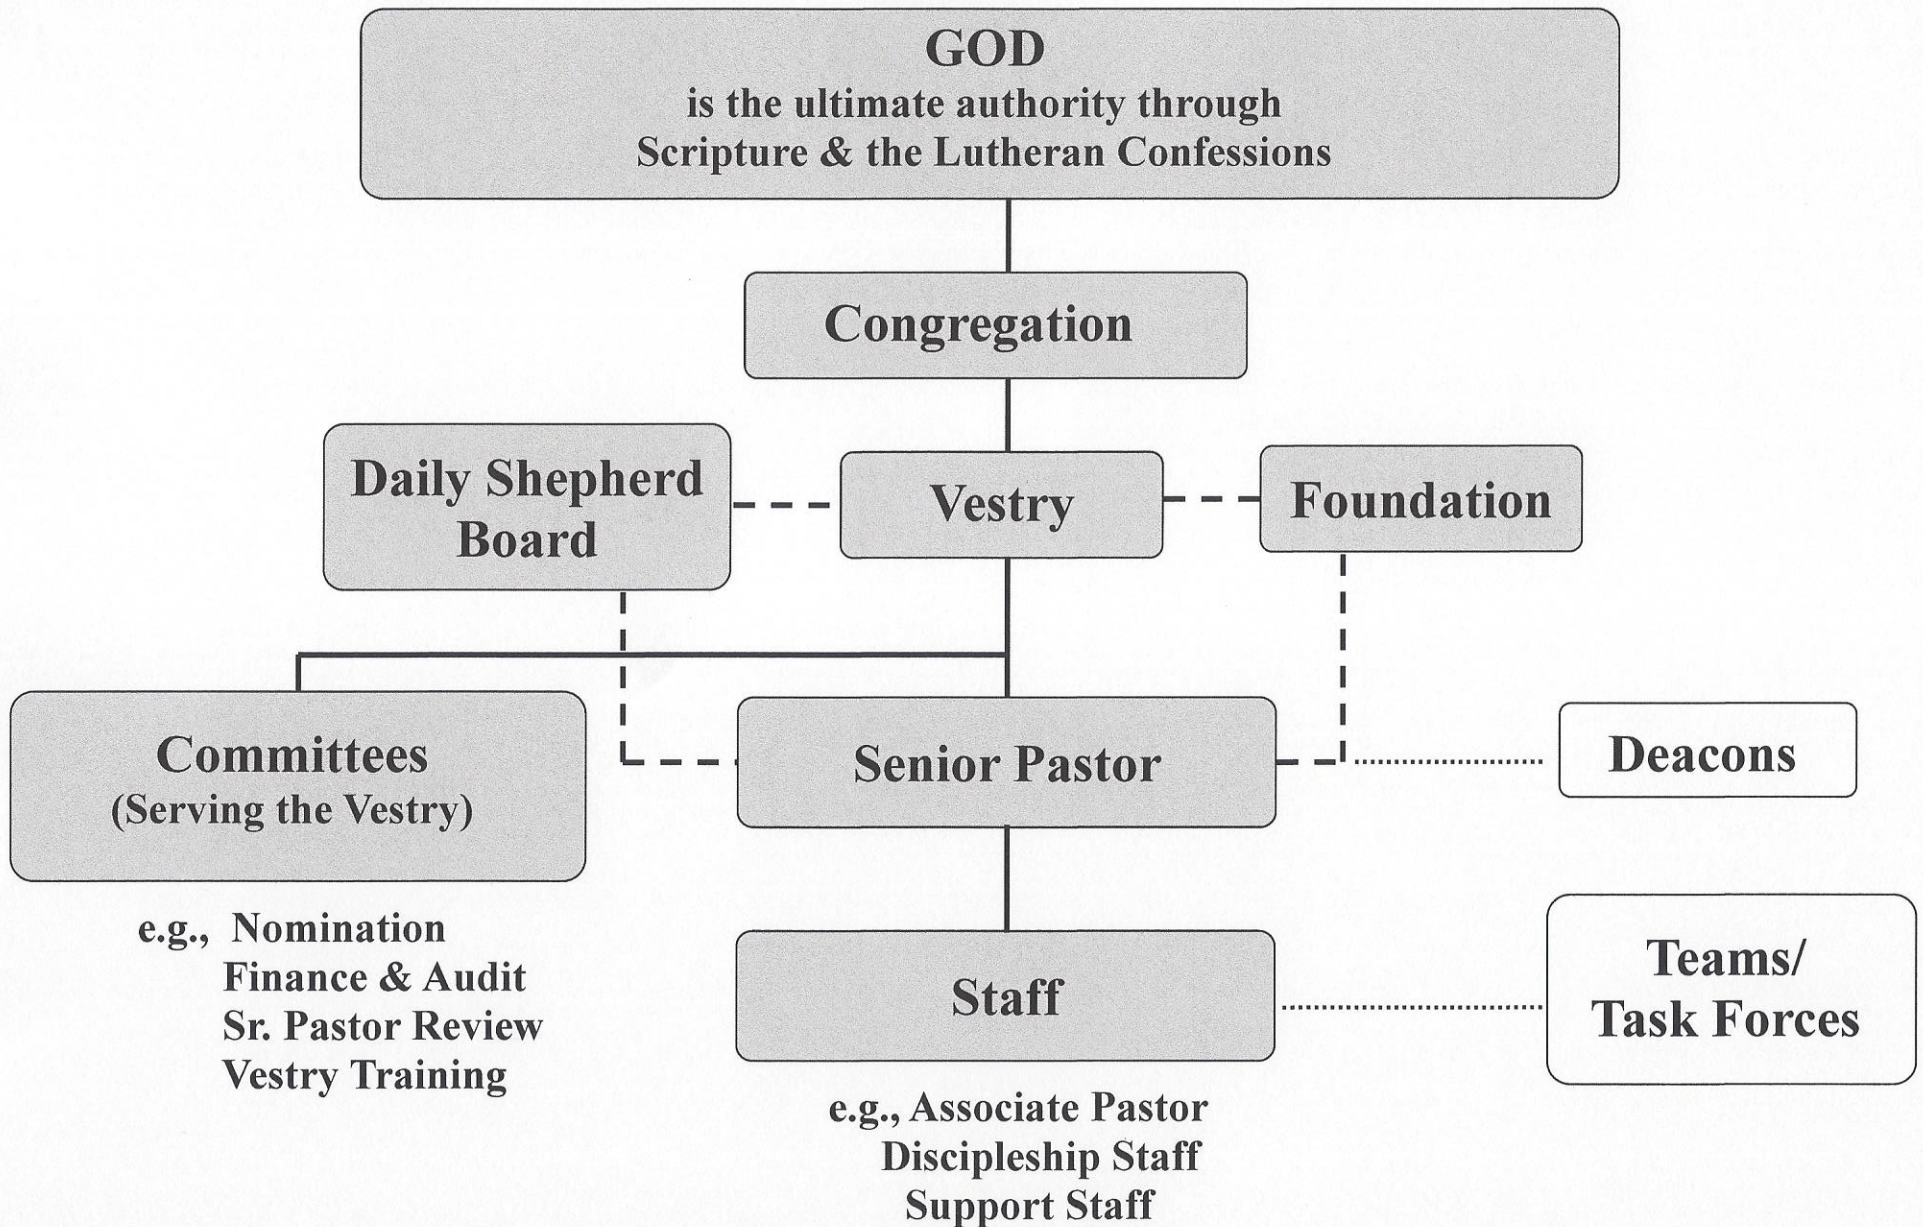 GOD
is the ultimate authority through
Scripture & the Lutheran Confessions
Congregation
Daily Shepherd
Board
Vestry
Foundation
Committees
(Serving the Vestry)
Senior Pastor
Deacons
e.g., Nomination
Finance & Audit
Sr. Pastor Review
Vestry Training
Staff
Teams/
Task Forces
e.g., Associate Pastor
Discipleship Staff
Support Staff